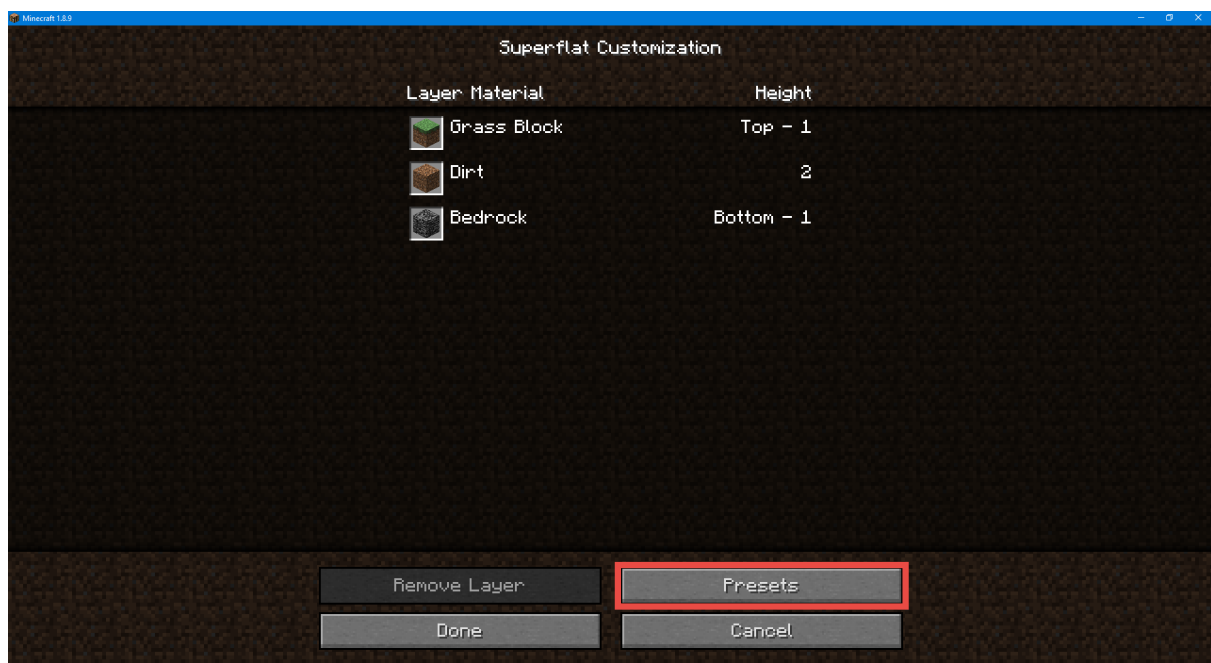 Minecraft 1.8.9
Superflat Customization
Layer Material Height
Grass Block Top - 1
Dirt 2
Bedrock Bottom - 1
Remove Layer Presets
Done Cancel